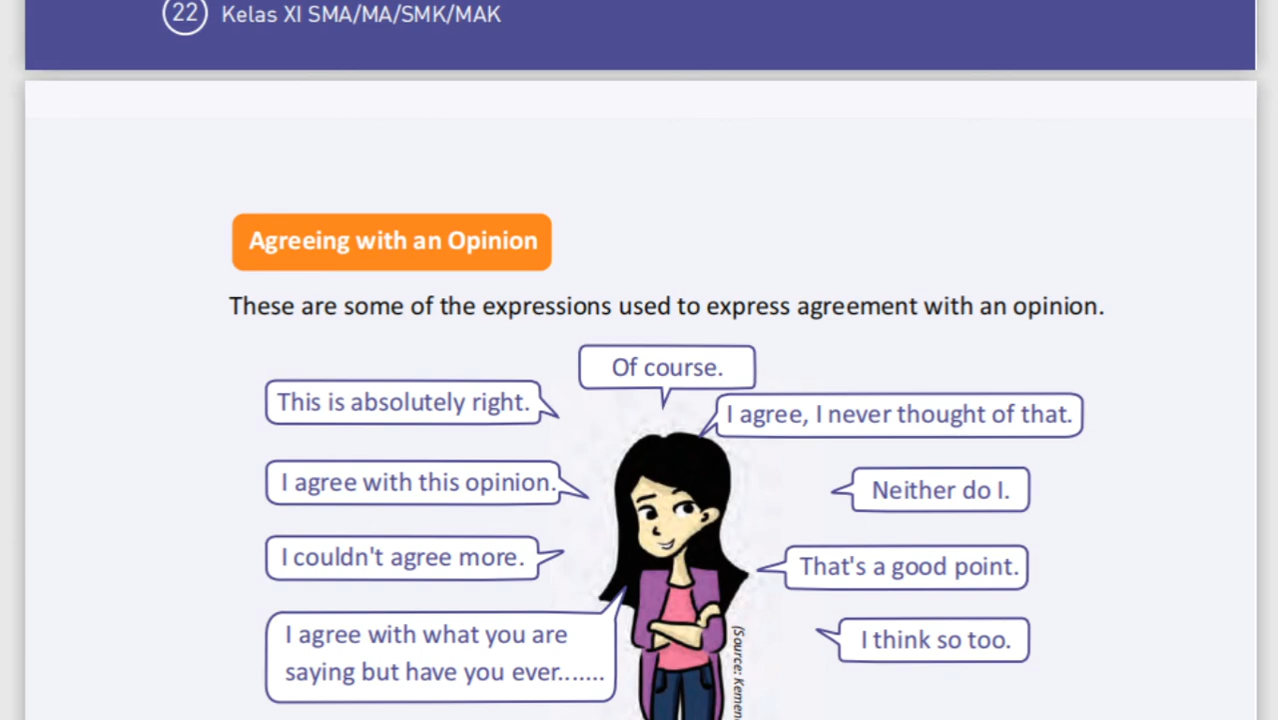 22 Kelas XI SMA/MA/SMK/MAK
Agreeing with an Opinion
These are some of the expressions used to express agreement with an opinion.
Of course.
This is absolutely right.
I agree, I never thought of that.
I agree with this opinion.
Neither do I.
I couldn't agree more.
That's a good point.
I agree with what you are
saying but have you ever.......
I think so too.
(Source: